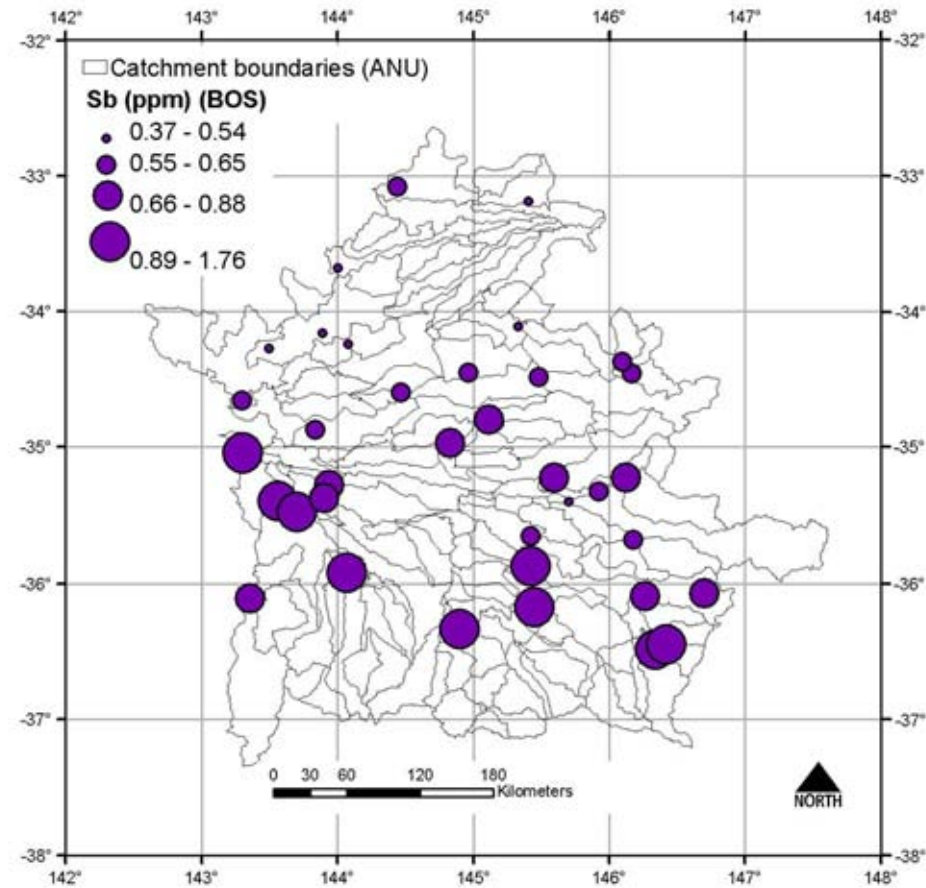 142° 143° 144° 145° 146° 147° 148°
-32° -32°
Catchment boundaries (ANU)
Sb (ppm) (BOS)
0.37 - 0.54
0.55 - 0.65
0.66 - 0.88
0.89 - 1.76
-33° -33°
-34° -34°
-35° -35°
-36° -36°
-37° -37°
0 30 60 120 180
Kilometers
NORTH
-38° -38°
142° 143° 144° 145° 146° 147° 148°